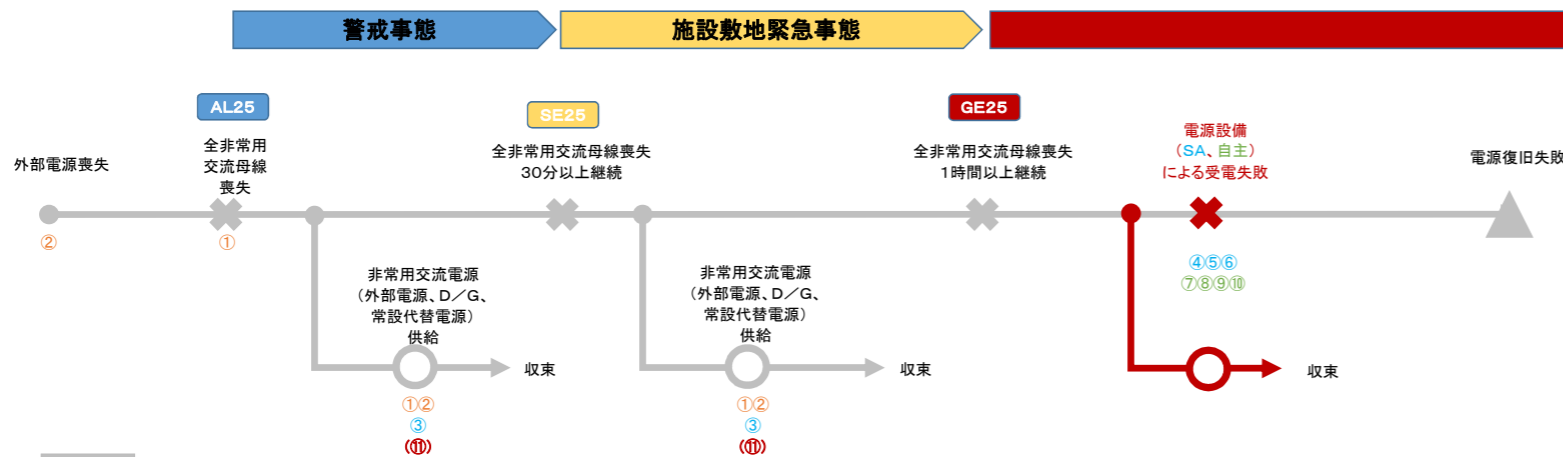 警戒事態
施設敷地緊急事態
AL25
SE25
GE25
外部電源喪失
全非常用
交流母線
喪失
全非常用交流母線喪失
30分以上継続
全非常用交流母線喪失
1時間以上継続
電源設備
(SA、自主)
による受電失敗
電源復旧失敗
②
①
④⑤⑥
⑦⑧⑨⑩
非常用交流電源
(外部電源、D/G、
常設代替電源)
供給
収束
①②
③
(⑪)
非常用交流電源
(外部電源、D/G、
常設代替電源)
供給
収束
①②
③
(⑪)
収束